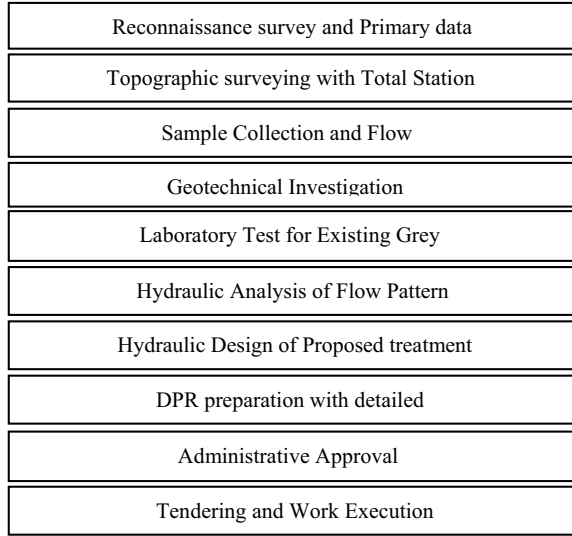 Reconnaissance survey and Primary data
Topographic surveying with Total Station
Sample Collection and Flow
Geotechnical Investigation
Laboratory Test for Existing Grey
Hydraulic Analysis of Flow Pattern
Hydraulic Design of Proposed treatment
DPR preparation with detailed
Administrative Approval
Tendering and Work Execution